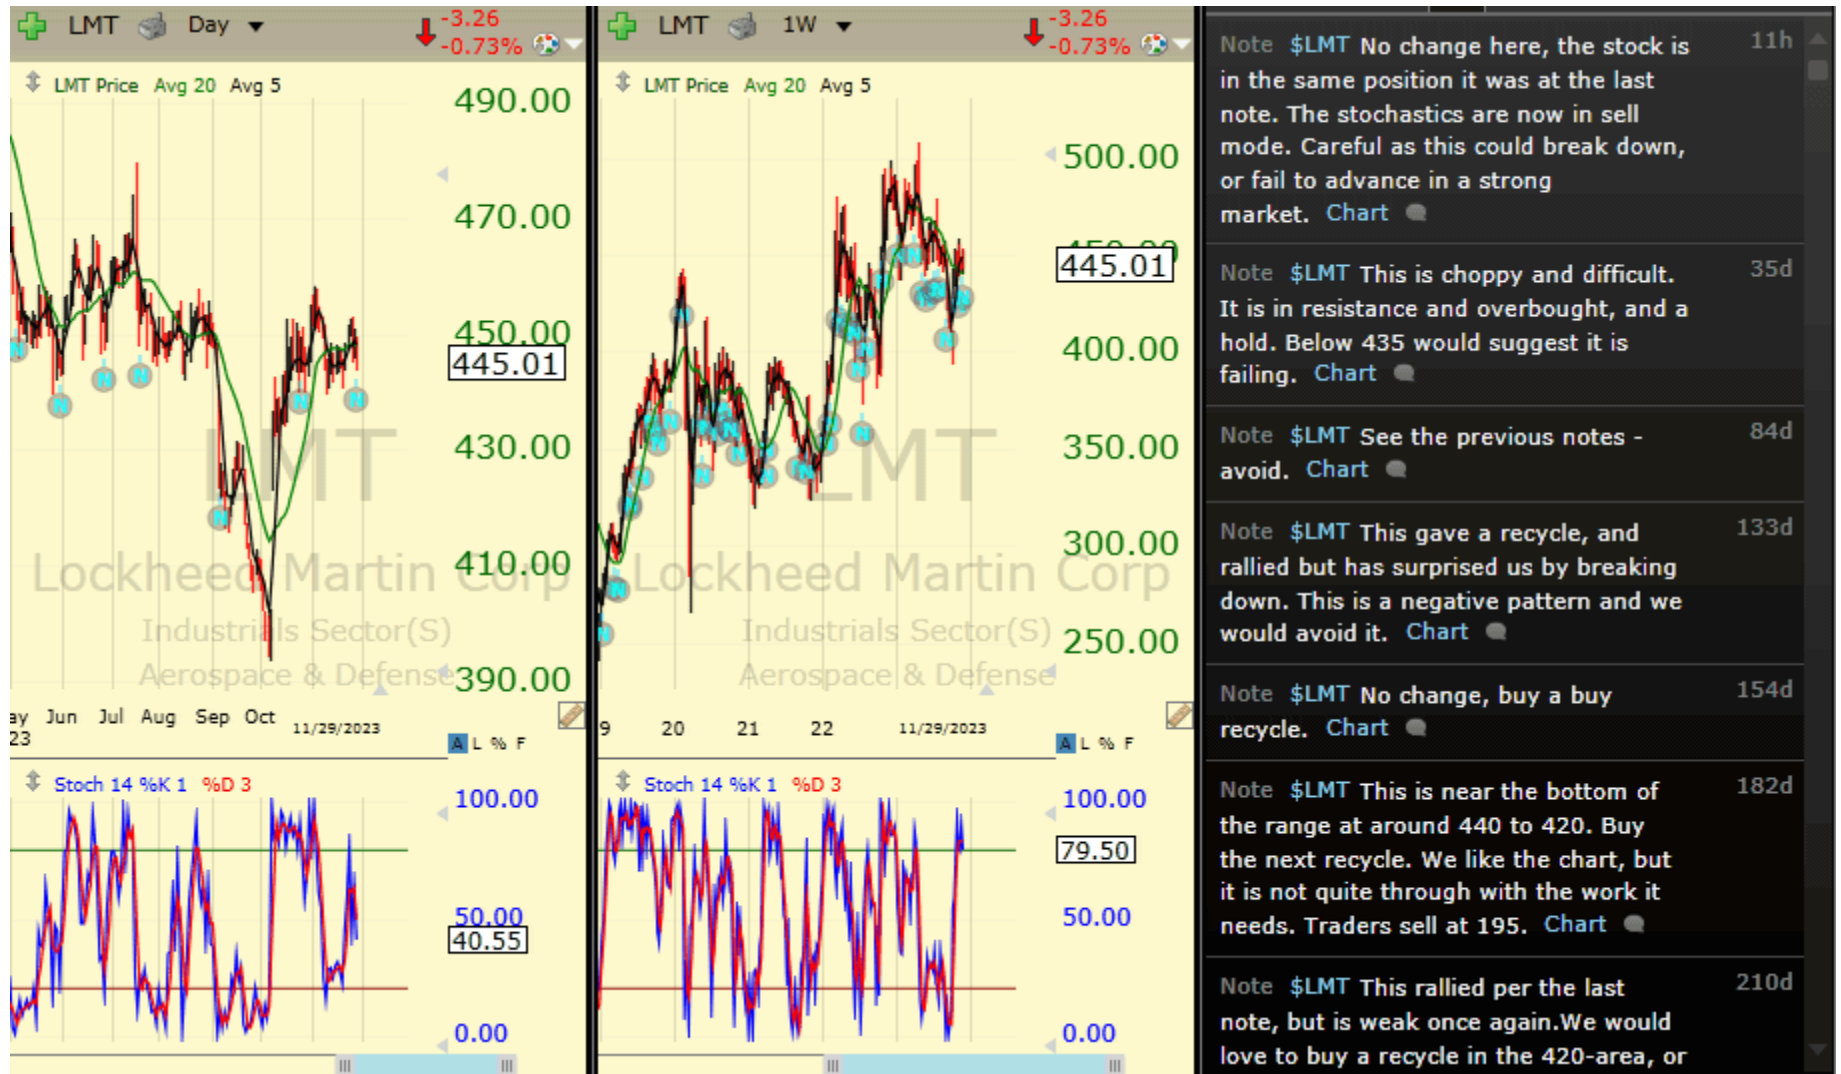 LMT Day
-3.26
-0.73%
LMT Price Avg 20 Avg 5
490.00
470.00
450.00
445.01
430.00
410.00
390.00
LMT
Lockheed Martin Corp
Industrials Sector(S)
Aerospace & Defense
ay Jun Jul Aug Sep Oct 11/29/2023
23
A L % F
Stoch 14 %K 1 %D 3
100.00
50.00
40.55
0.00
LMT 1W
-3.26
-0.73%
LMT Price Avg 20 Avg 5
500.00
450.00
445.01
400.00
350.00
300.00
250.00
LMT
Lockheed Martin Corp
Industrials Sector(S)
Aerospace & Defense
9 20 21 22 11/29/2023
A L % F
Stoch 14 %K 1 %D 3
100.00
79.50
50.00
0.00
Note $LMT No change here, the stock is 11h
in the same position it was at the last
note. The stochastics are now in sell
mode. Careful as this could break down,
or fail to advance in a strong
market. Chart
Note $LMT This is choppy and difficult. 35d
It is in resistance and overbought, and a
hold. Below 435 would suggest it is
failing. Chart
Note $LMT See the previous notes - 84d
avoid. Chart
Note $LMT This gave a recycle, and 133d
rallied but has surprised us by breaking
down. This is a negative pattern and we
would avoid it. Chart
Note $LMT No change, buy a buy 154d
recycle. Chart
Note $LMT This is near the bottom of 182d
the range at around 440 to 420. Buy
the next recycle. We like the chart, but
it is not quite through with the work it
needs. Traders sell at 195. Chart
Note $LMT This rallied per the last 210d
note, but is weak once again.We would
love to buy a recycle in the 420-area, or